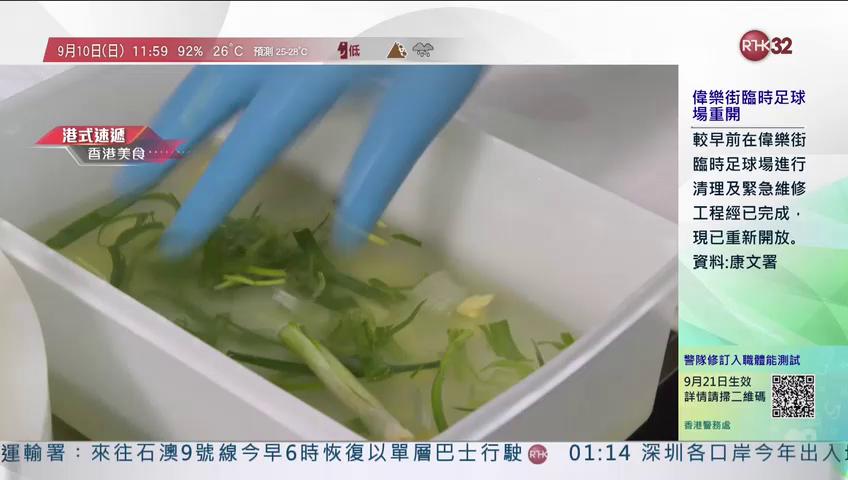 9月10日(日) 11:59 92% 26°C 預測 25-28°C 低
RTHK 32
港式速遞
香港美食
偉樂街臨時足球
場重開
較早前在偉樂街
臨時足球場進行
清理及緊急維修
工程經已完成，
現已重新開放。
資料:康文署
警隊修訂入職體能測試
9月21日生效
詳情請掃二維碼
香港警務處
運輸署：來往石澳9號線今早6時恢復以單層巴士行駛 RTHK 01:14 深圳各口岸今年出入